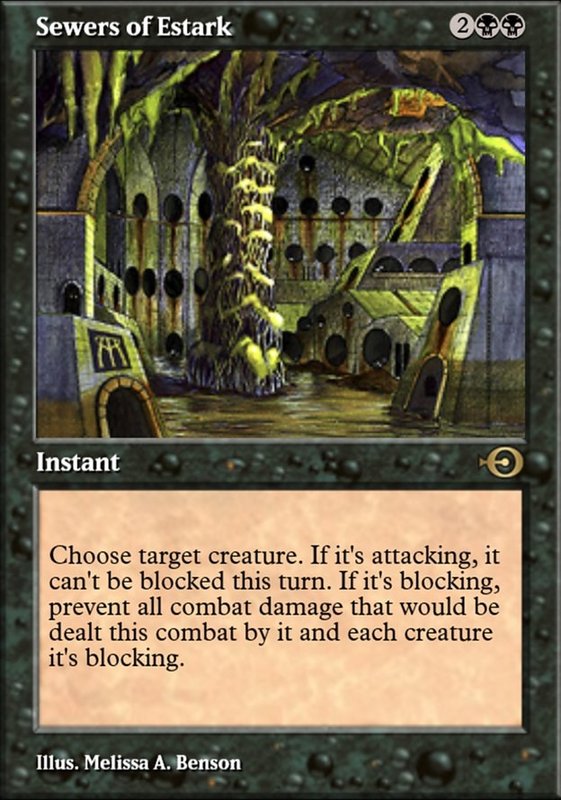 Sewers of Estark 2
Instant
Choose target creature. If it's attacking, it
can't be blocked this turn. If it's blocking,
prevent all combat damage that would be
dealt this combat by it and each creature
it's blocking.
Illus. Melissa A. Benson